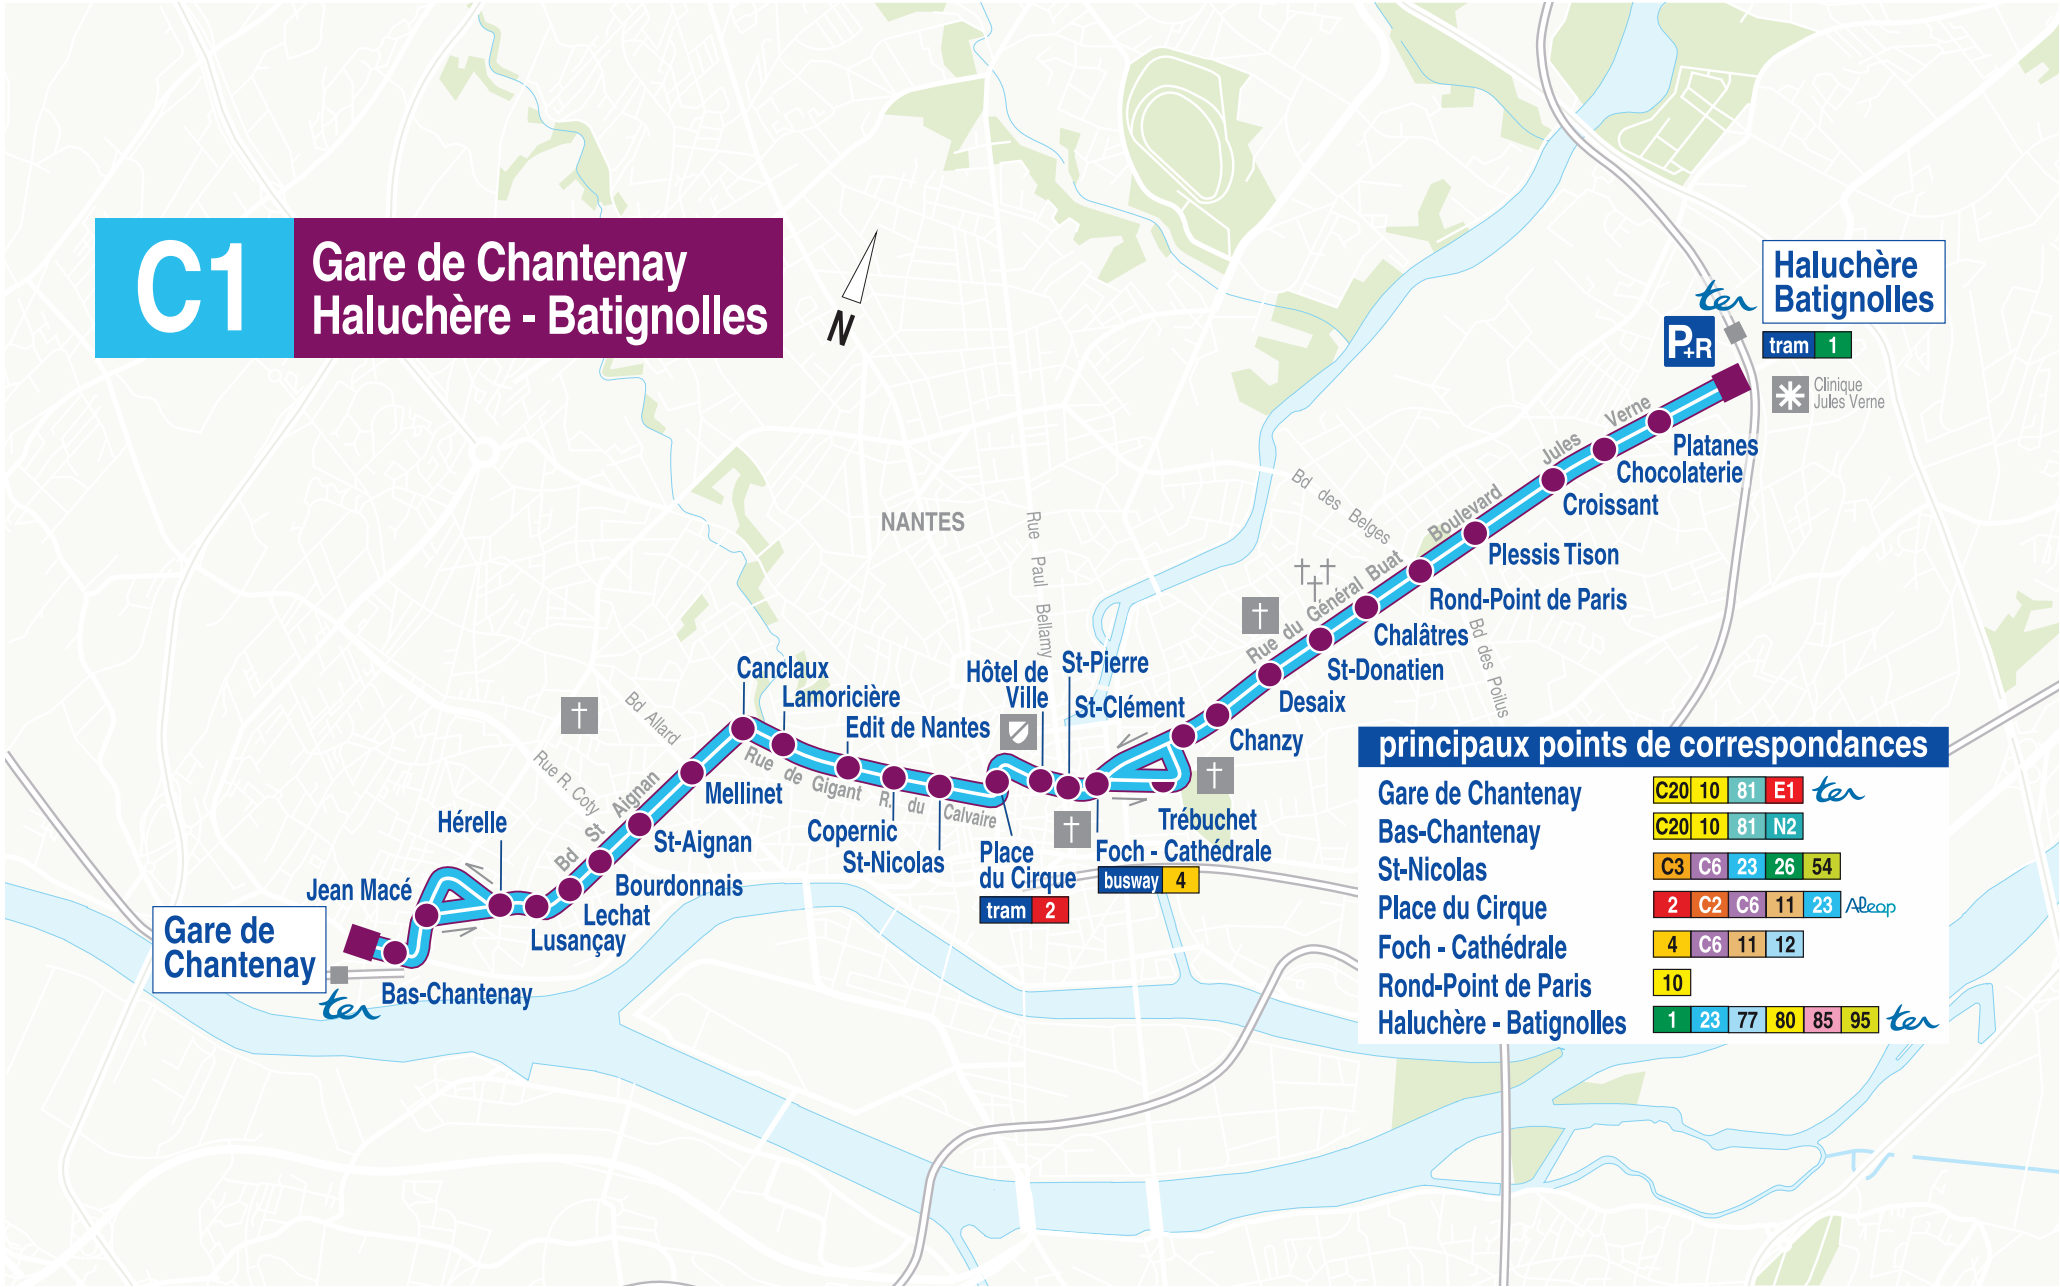 C1
Gare de Chantenay
Haluchère - Batignolles
N
Haluchère
Batignolles
ter
P+R
tram 1
Clinique
Jules Verne
Platanes
Chocolaterie
Croissant
Plessis Tison
Rond-Point de Paris
Chalâtres
St-Donatien
Desaix
Chanzy
Boulevard Jules Verne
Bd des Belges
Rue du Général Buat
Bd des Poilus
NANTES
Rue Paul Bellamy
St-Pierre
Hôtel de
Ville
St-Clément
Canclaux
Lamoricière
Edit de Nantes
Bd Allard
Rue R. Coty
Bd St Aignan
Rue de Gigant
R. du Calvaire
Mellinet
St-Aignan
Bourdonnais
Lechat
Lusançay
Hérelle
Jean Macé
Copernic
St-Nicolas
Place
du Cirque
tram 2
Trébuchet
Foch - Cathédrale
busway 4
Gare de
Chantenay
ter
Bas-Chantenay
principaux points de correspondances
Gare de Chantenay C20 10 81 E1 ter
Bas-Chantenay C20 10 81 N2
St-Nicolas C3 C6 23 26 54
Place du Cirque 2 C2 C6 11 23 Aleop
Foch - Cathédrale 4 C6 11 12
Rond-Point de Paris 10
Haluchère - Batignolles 1 23 77 80 85 95 ter